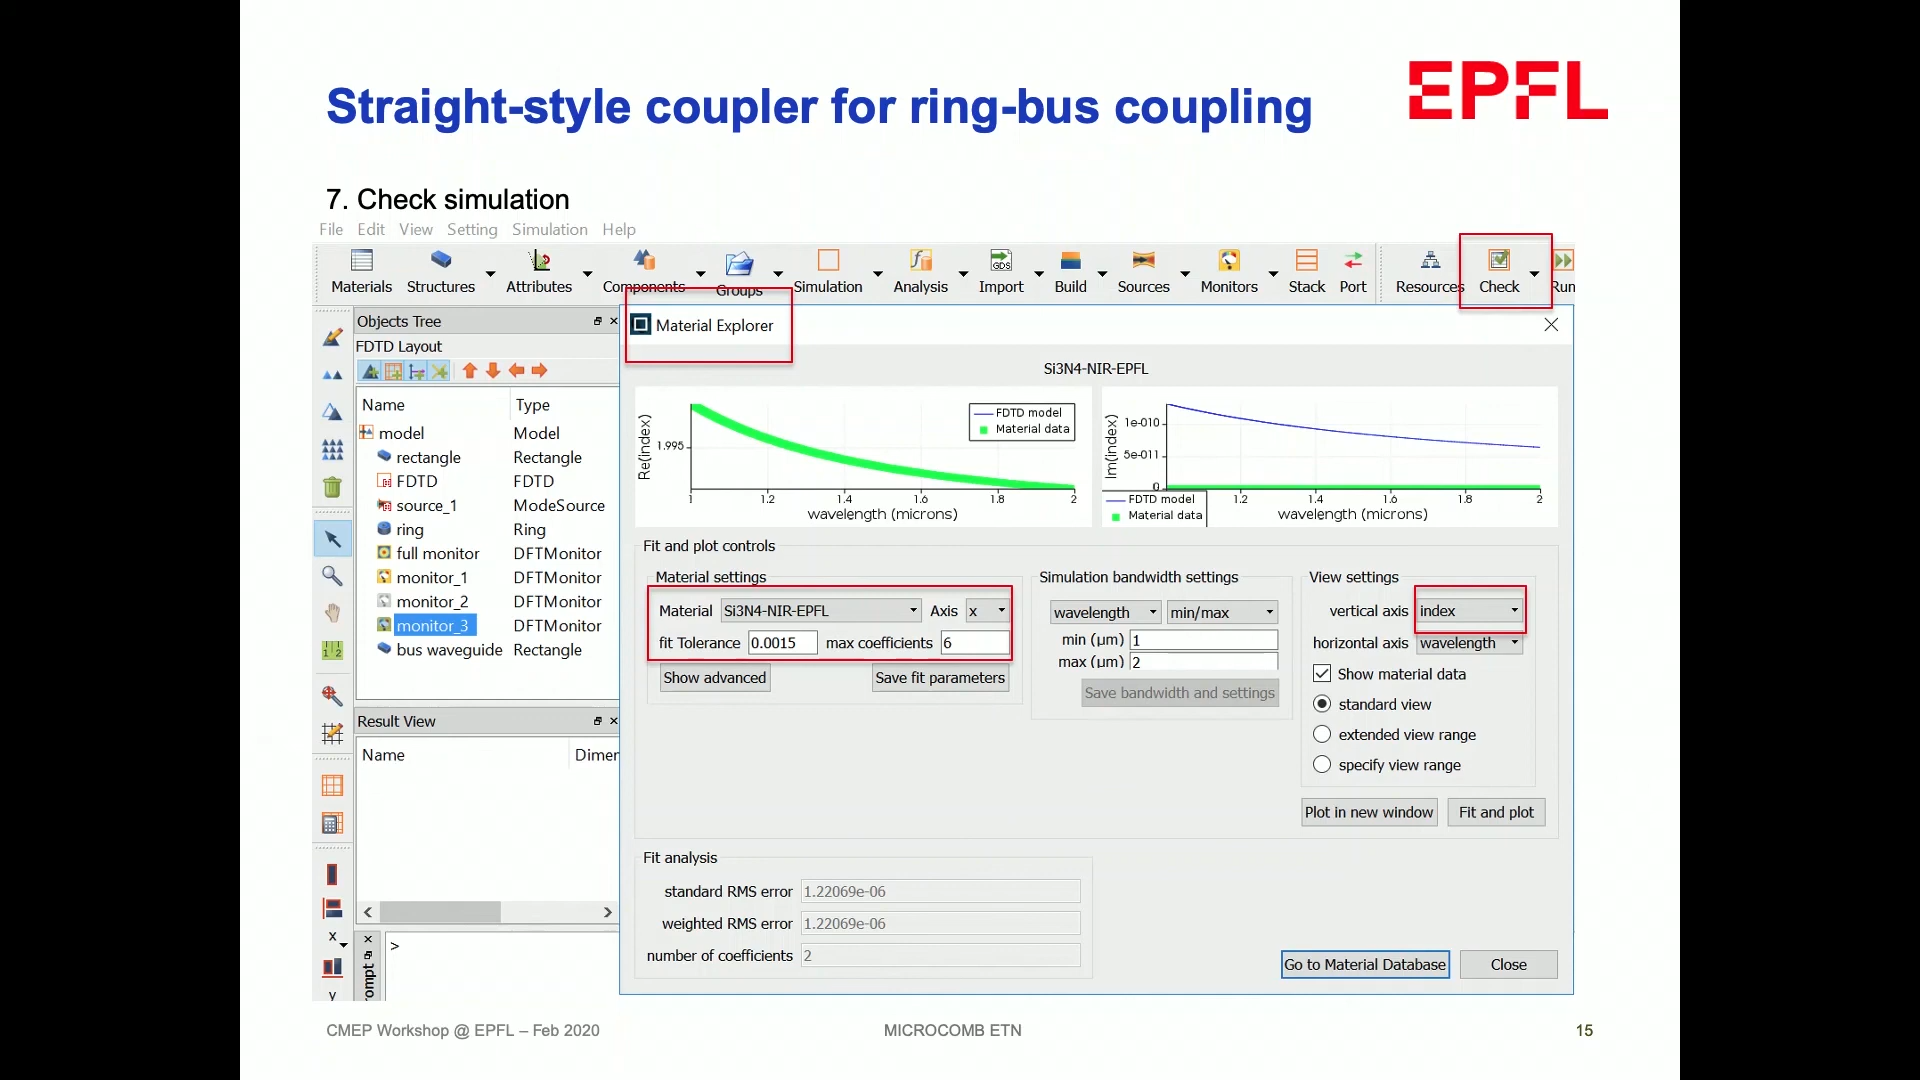 Straight-style coupler for ring-bus coupling
EPFL
7. Check simulation
File Edit View Setting Simulation Help
Materials Structures Attributes Components Groups Simulation Analysis Import Build Sources Monitors Stack Port Resources Check Run
GDS
Objects Tree
FDTD Layout
Name Type
model Model
rectangle Rectangle
FDTD FDTD
source_1 ModeSource
ring Ring
full monitor DFTMonitor
monitor_1 DFTMonitor
monitor_2 DFTMonitor
monitor_3 DFTMonitor
bus waveguide Rectangle
Result View
Name Dimer
>
x
y
Material Explorer
Si3N4-NIR-EPFL
Re(index)
1.995
FDTD model
Material data
1 1.2 1.4 1.6 1.8 2
wavelength (microns)
Im(index)
1e-010
5e-011
0
FDTD model
Material data
1.2 1.4 1.6 1.8 2
wavelength (microns)
Fit and plot controls
Material settings
Material Si3N4-NIR-EPFL Axis x
fit Tolerance 0.0015 max coefficients 6
Show advanced Save fit parameters
Simulation bandwidth settings
wavelength min/max
min (μm) 1
max (μm) 2
Save bandwidth and settings
View settings
vertical axis index
horizontal axis wavelength
Show material data
standard view
extended view range
specify view range
Plot in new window Fit and plot
Fit analysis
standard RMS error 1.22069e-06
weighted RMS error 1.22069e-06
number of coefficients 2
Go to Material Database Close
CMEP Workshop @ EPFL – Feb 2020
MICROCOMB ETN
15